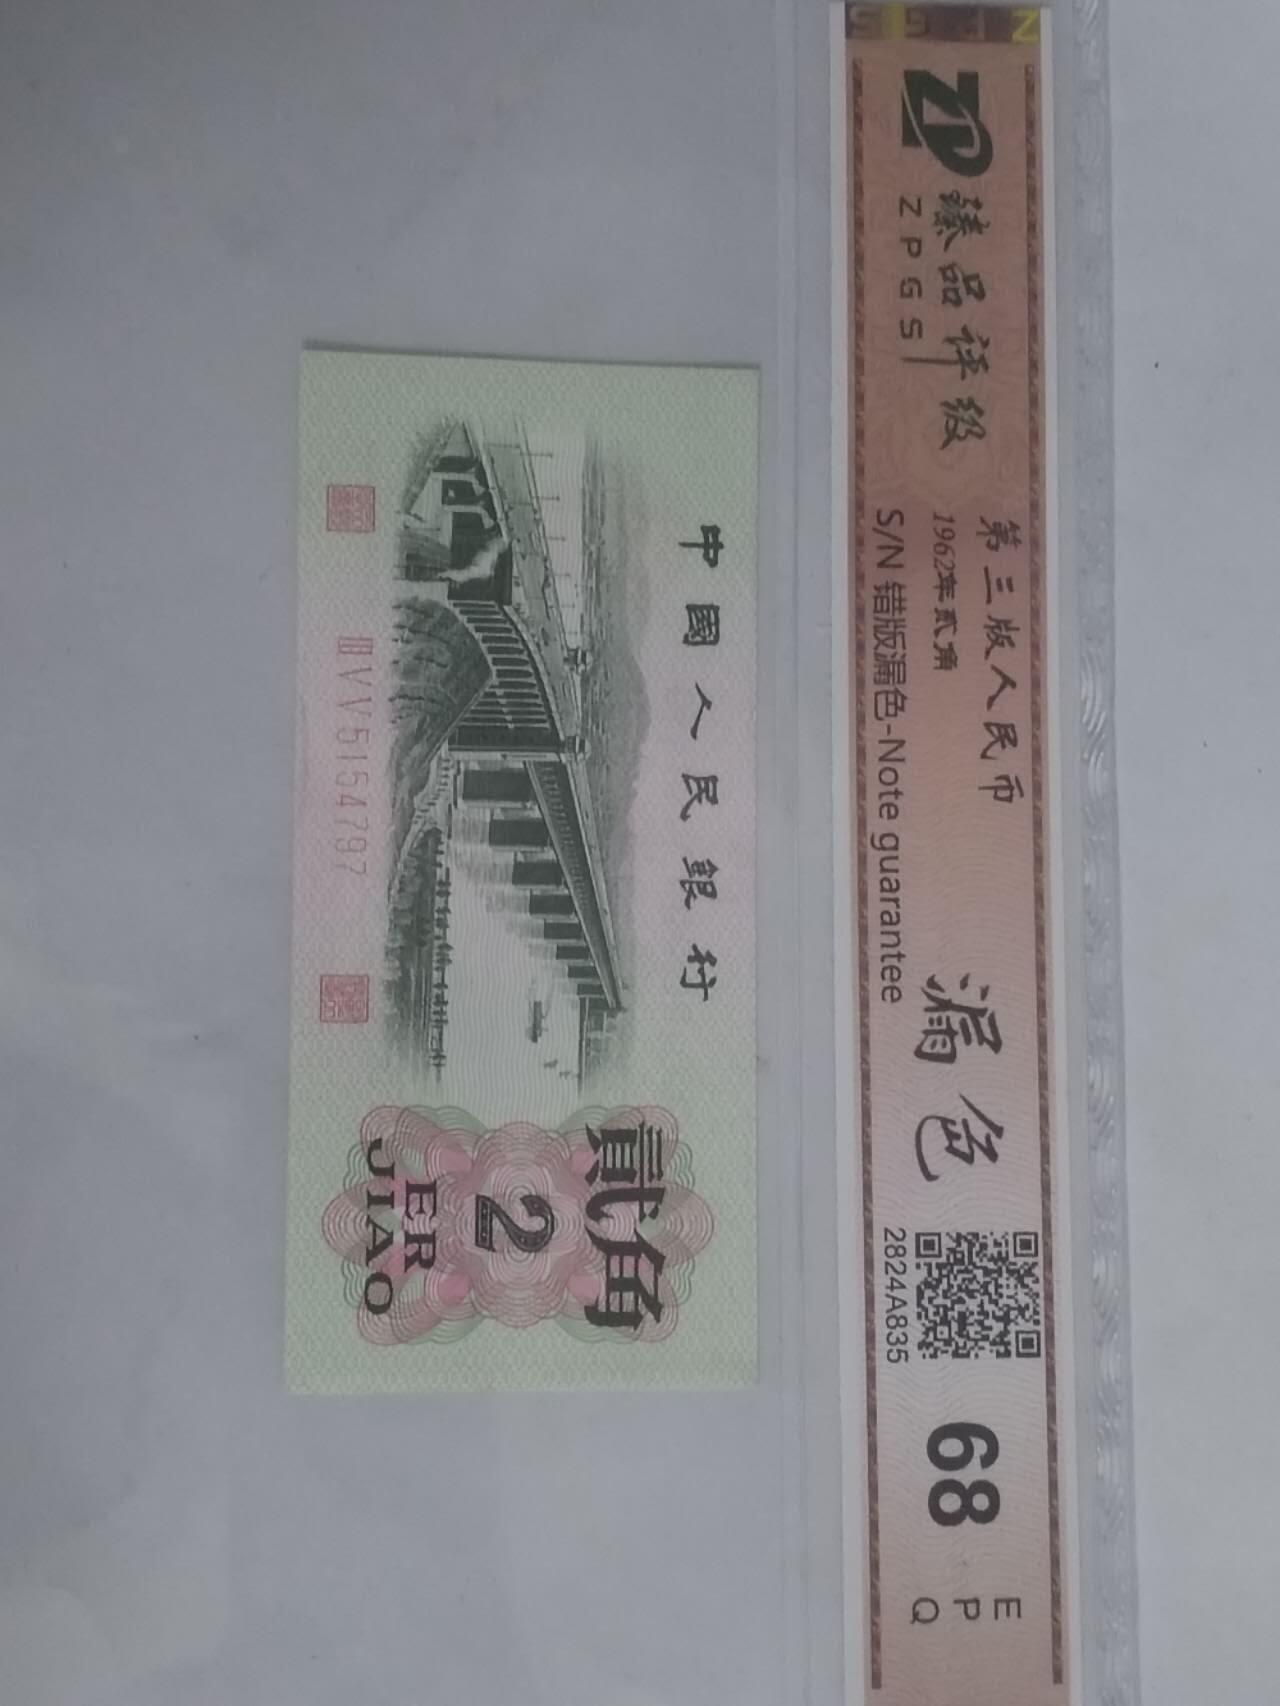 ZPGS
ZP
臻品评级
ZPGS
第三版人民币
1962年贰角
S/N 错版漏色-Note guarantee
漏色
2824A835
68
EPQ
中國人民銀行
ⅢVV5154797
貳角
2
ER
JIAO